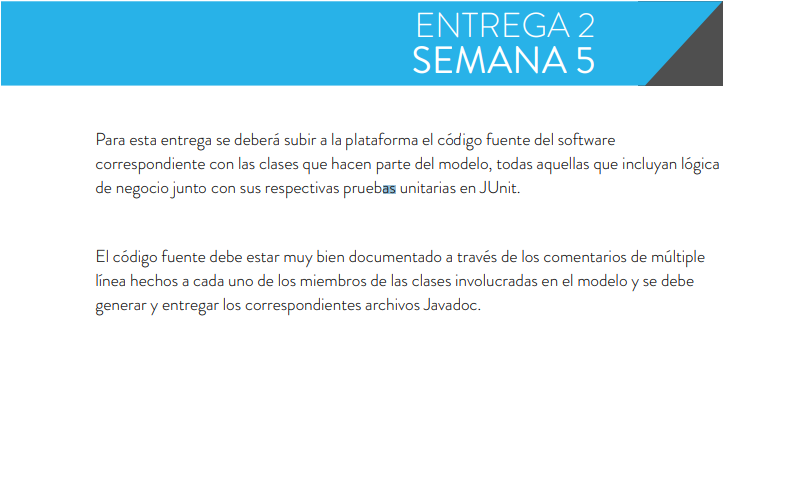 ENTREGA 2
SEMANA 5
Para esta entrega se deberá subir a la plataforma el código fuente del software
correspondiente con las clases que hacen parte del modelo, todas aquellas que incluyan lógica
de negocio junto con sus respectivas pruebas unitarias en JUnit.
El código fuente debe estar muy bien documentado a través de los comentarios de múltiple
línea hechos a cada uno de los miembros de las clases involucradas en el modelo y se debe
generar y entregar los correspondientes archivos Javadoc.